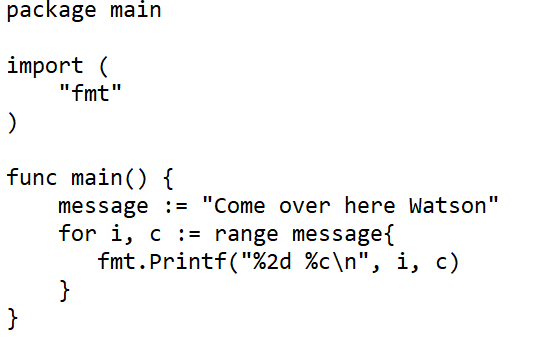 package main
import (
    "fmt"
)
func main() {
    message := "Come over here Watson"
    for i, c := range message{
       fmt.Printf("%2d %c\n", i, c)
    }
}